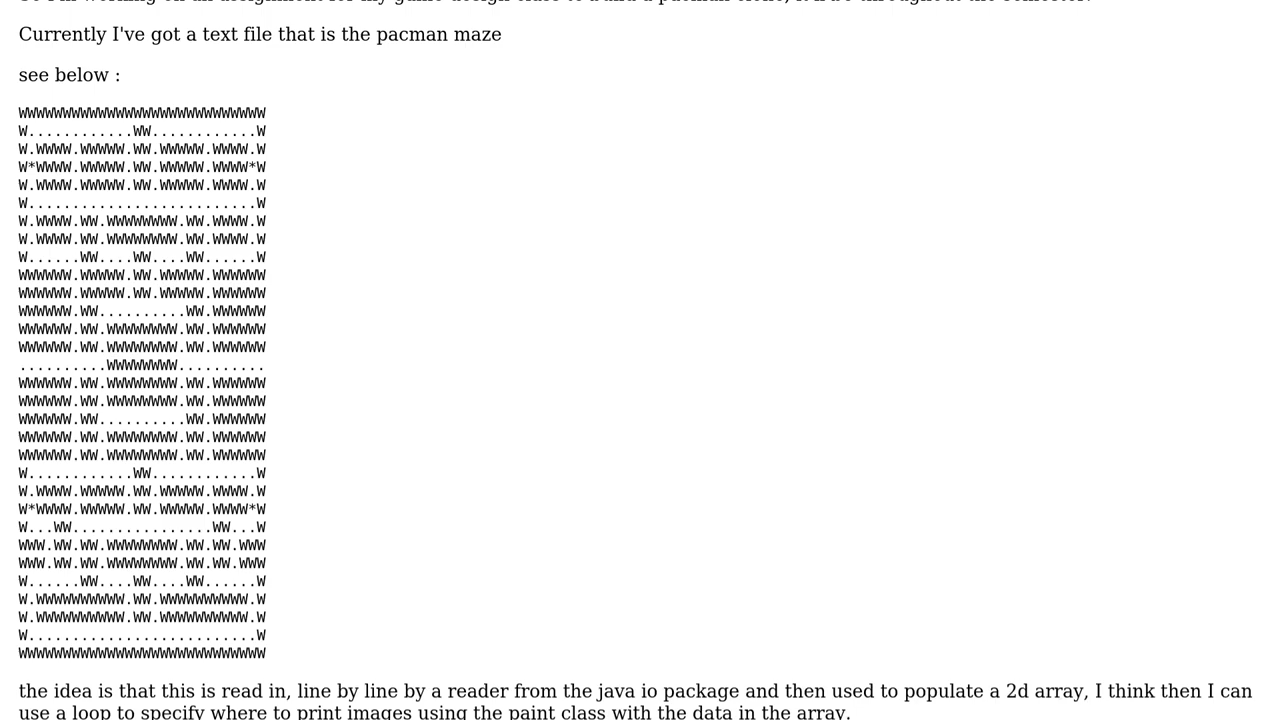 Currently I've got a text file that is the pacman maze
see below :
WWWWWWWWWWWWWWWWWWWWWWWWWWWW
W............WW............W
W.WWWW.WWWWW.WW.WWWWW.WWWW.W
W*WWWW.WWWWW.WW.WWWWW.WWWW*W
W.WWWW.WWWWW.WW.WWWWW.WWWW.W
W..........................W
W.WWWW.WW.WWWWWWWW.WW.WWWW.W
W.WWWW.WW.WWWWWWWW.WW.WWWW.W
W......WW....WW....WW......W
WWWWWW.WWWWW.WW.WWWWW.WWWWWW
WWWWWW.WWWWW.WW.WWWWW.WWWWWW
WWWWWW.WW..........WW.WWWWWW
WWWWWW.WW.WWWWWWWW.WW.WWWWWW
WWWWWW.WW.WWWWWWWW.WW.WWWWWW
..........WWWWWWWW..........
WWWWWW.WW.WWWWWWWW.WW.WWWWWW
WWWWWW.WW.WWWWWWWW.WW.WWWWWW
WWWWWW.WW..........WW.WWWWWW
WWWWWW.WW.WWWWWWWW.WW.WWWWWW
WWWWWW.WW.WWWWWWWW.WW.WWWWWW
W............WW............W
W.WWWW.WWWWW.WW.WWWWW.WWWW.W
W*WWWW.WWWWW.WW.WWWWW.WWWW*W
W...WW................WW...W
WWW.WW.WW.WWWWWWWW.WW.WW.WWW
WWW.WW.WW.WWWWWWWW.WW.WW.WWW
W......WW....WW....WW......W
W.WWWWWWWWWW.WW.WWWWWWWWWW.W
W.WWWWWWWWWW.WW.WWWWWWWWWW.W
W..........................W
WWWWWWWWWWWWWWWWWWWWWWWWWWWW
the idea is that this is read in, line by line by a reader from the java io package and then used to populate a 2d array, I think then I can
use a loop to specify where to print images using the paint class with the data in the array.